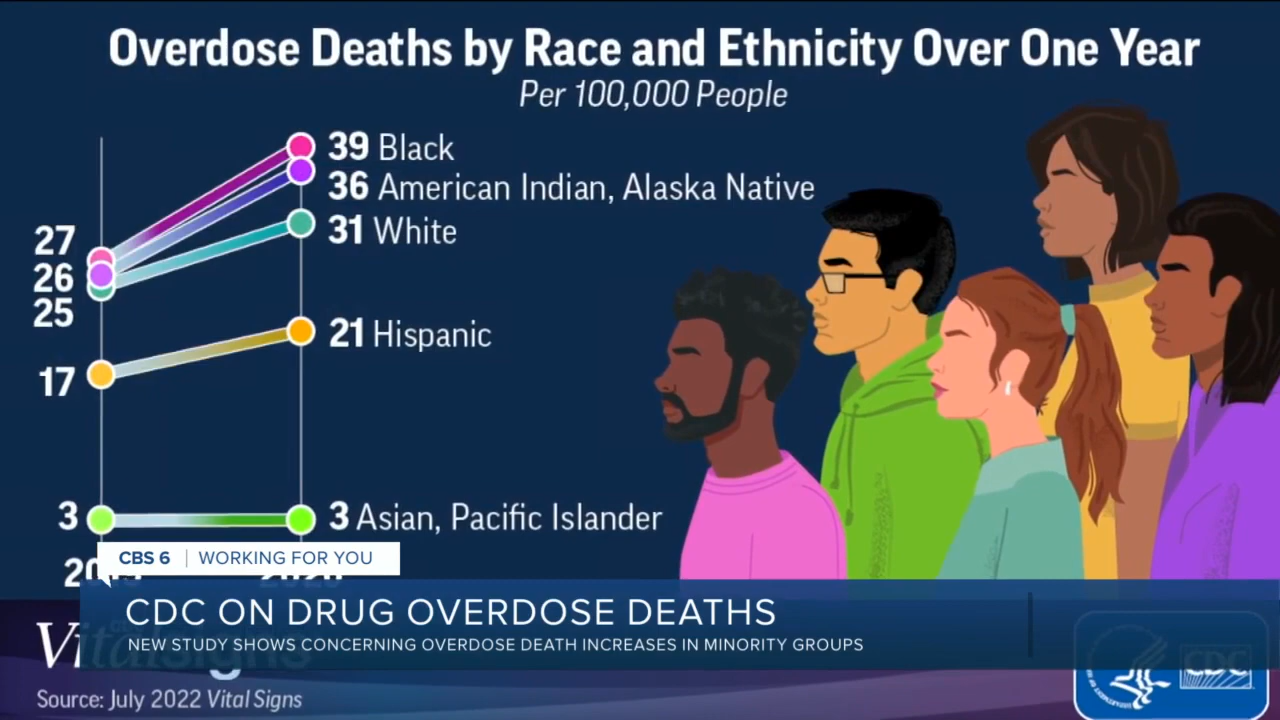 Overdose Deaths by Race and Ethnicity Over One Year
Per 100,000 People
39 Black
36 American Indian, Alaska Native
27
31 White
26
25
21 Hispanic
17
3
3 Asian, Pacific Islander
CBS 6 | WORKING FOR YOU
CDC ON DRUG OVERDOSE DEATHS
NEW STUDY SHOWS CONCERNING OVERDOSE DEATH INCREASES IN MINORITY GROUPS
Vitalsigns
CDC
Source: July 2022 Vital Signs